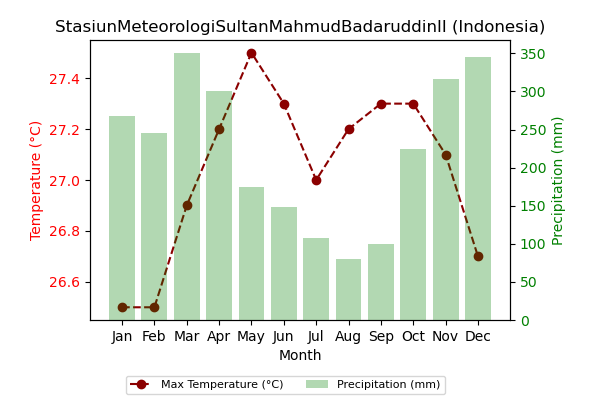 StasiunMeteorologiSultanMahmudBadaruddinII (Indonesia)
Temperature (°C)
27.4
27.2
27.0
26.8
26.6
350
300
250
200
150
100
50
0
Precipitation (mm)
Jan Feb Mar Apr May Jun Jul Aug Sep Oct Nov Dec
Month
Max Temperature (°C) Precipitation (mm)